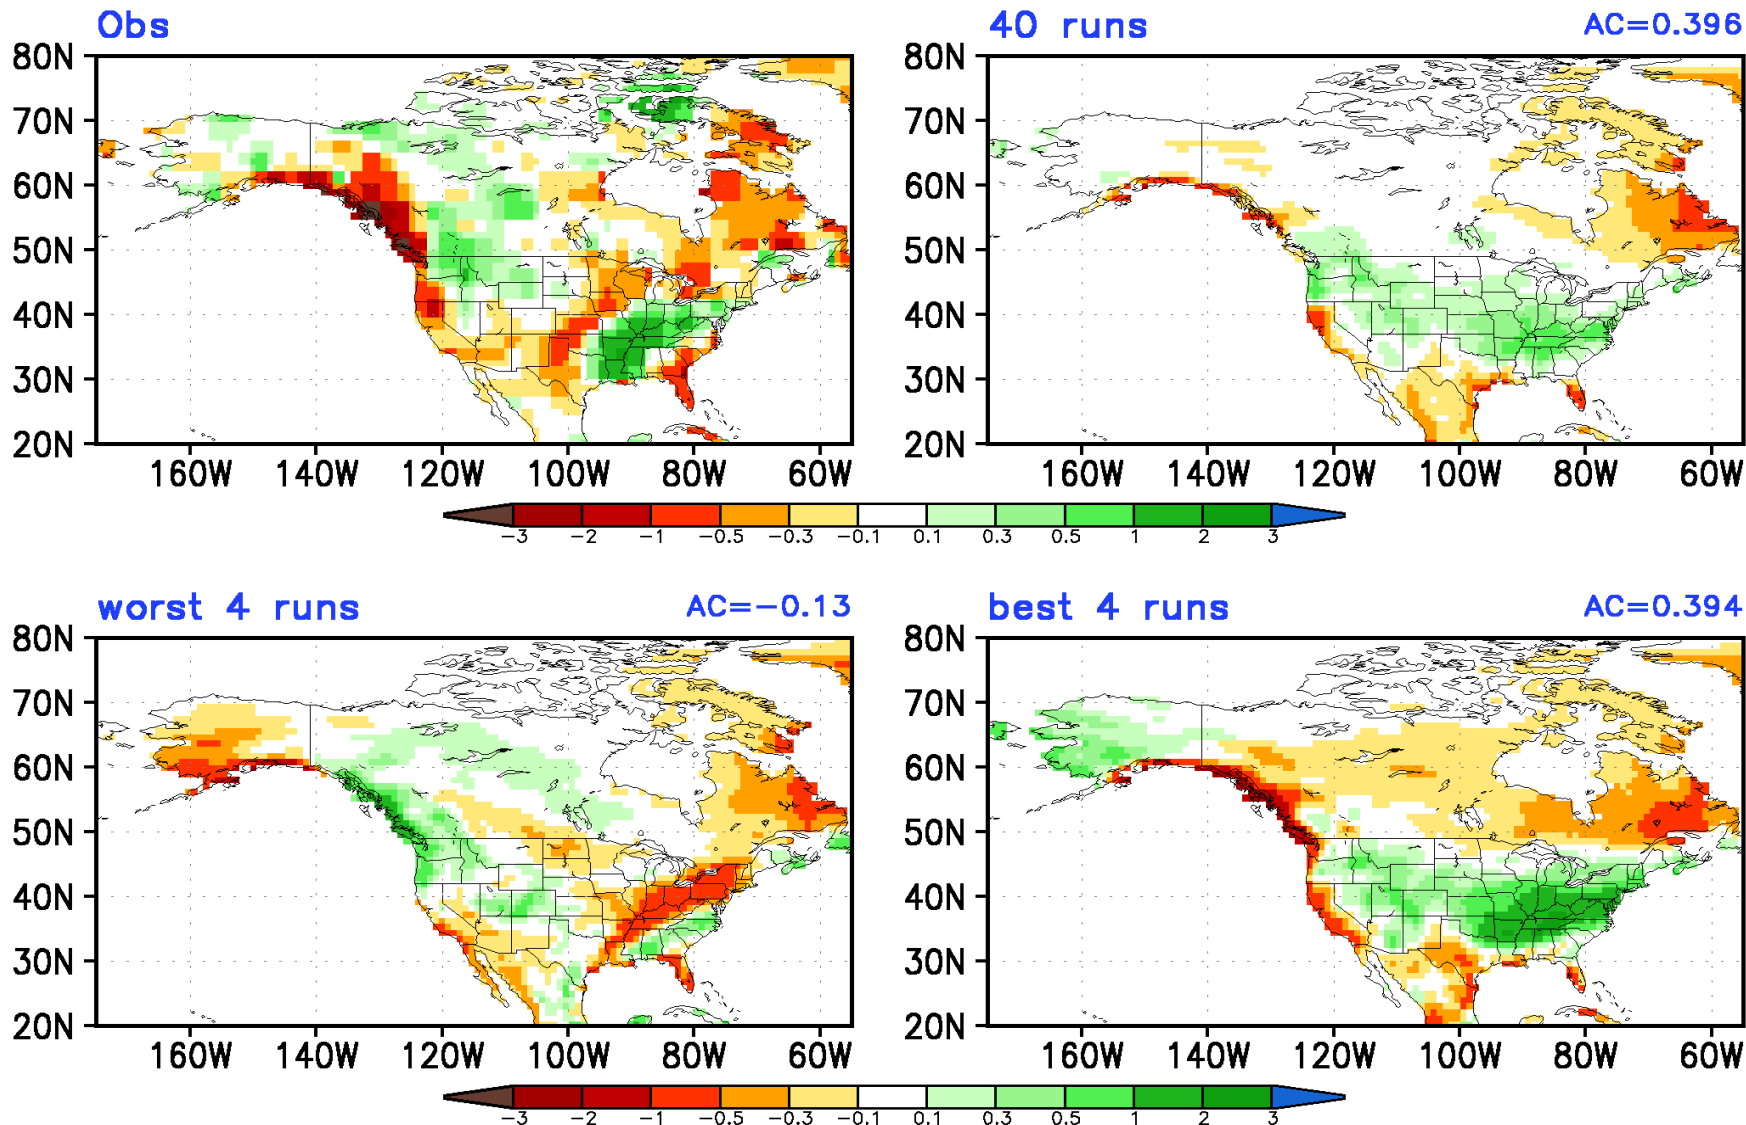 Obs
80N
70N
60N
50N
40N
30N
20N
160W 140W 120W 100W 80W 60W
40 runs AC=0.396
80N
70N
60N
50N
40N
30N
20N
160W 140W 120W 100W 80W 60W
−3 −2 −1 −0.5 −0.3 −0.1 0.1 0.3 0.5 1 2 3
worst 4 runs AC=−0.13
80N
70N
60N
50N
40N
30N
20N
160W 140W 120W 100W 80W 60W
best 4 runs AC=0.394
80N
70N
60N
50N
40N
30N
20N
160W 140W 120W 100W 80W 60W
−3 −2 −1 −0.5 −0.3 −0.1 0.1 0.3 0.5 1 2 3